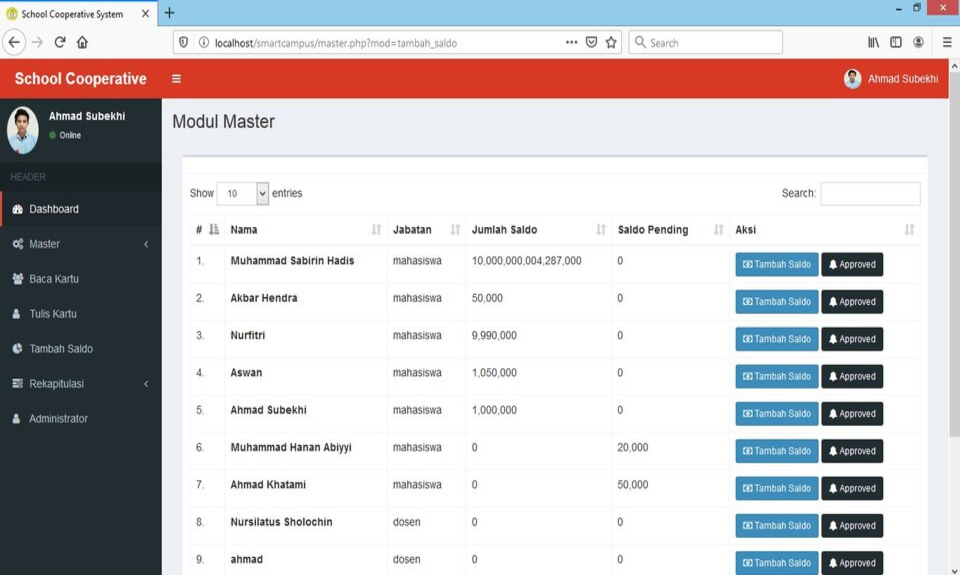 School Cooperative System
localhost/smartcampus/master.php?mod=tambah_saldo
Search
School Cooperative
Ahmad Subekhi
Ahmad Subekhi
Online
HEADER
Dashboard
Master
Baca Kartu
Tulis Kartu
Tambah Saldo
Rekapitulasi
Administrator
Modul Master
Show 10 entries
Search:
# Nama Jabatan Jumlah Saldo Saldo Pending Aksi
1. Muhammad Sabirin Hadis mahasiswa 10,000,000,004,287,000 0 Tambah Saldo Approved
2. Akbar Hendra mahasiswa 50,000 0 Tambah Saldo Approved
3. Nurfitri mahasiswa 9,990,000 0 Tambah Saldo Approved
4. Aswan mahasiswa 1,050,000 0 Tambah Saldo Approved
5. Ahmad Subekhi mahasiswa 1,000,000 0 Tambah Saldo Approved
6. Muhammad Hanan Abiyyi mahasiswa 0 20,000 Tambah Saldo Approved
7. Ahmad Khatami mahasiswa 0 50,000 Tambah Saldo Approved
8. Nursilatus Sholochin dosen 0 0 Tambah Saldo Approved
9. ahmad dosen 0 0 Tambah Saldo Approved